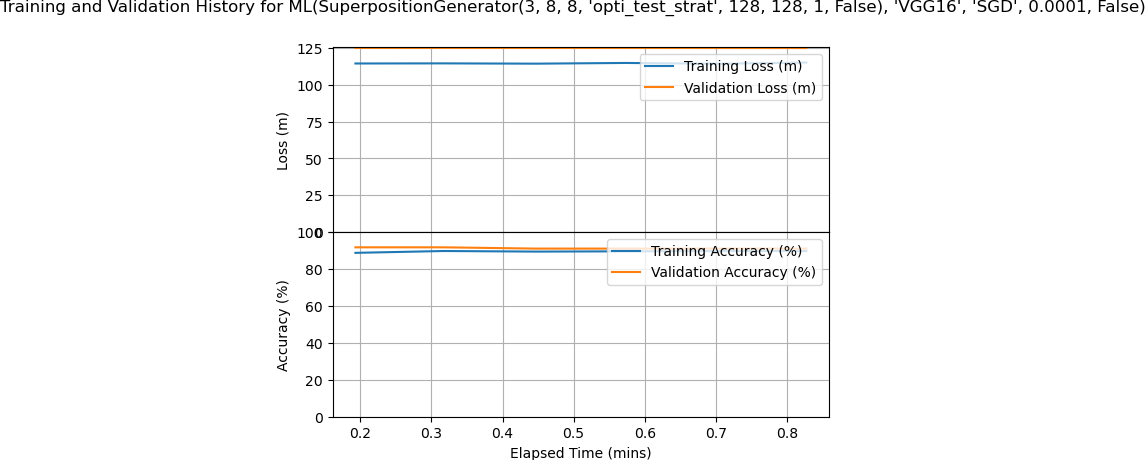 Training and Validation History for ML(SuperpositionGenerator(3, 8, 8, 'opti_test_strat', 128, 128, 1, False), 'VGG16', 'SGD', 0.0001, False)
125
100
75
50
25
0
Loss (m)
Training Loss (m)
Validation Loss (m)
100
80
60
40
20
0
Accuracy (%)
Training Accuracy (%)
Validation Accuracy (%)
0.2 0.3 0.4 0.5 0.6 0.7 0.8
Elapsed Time (mins)